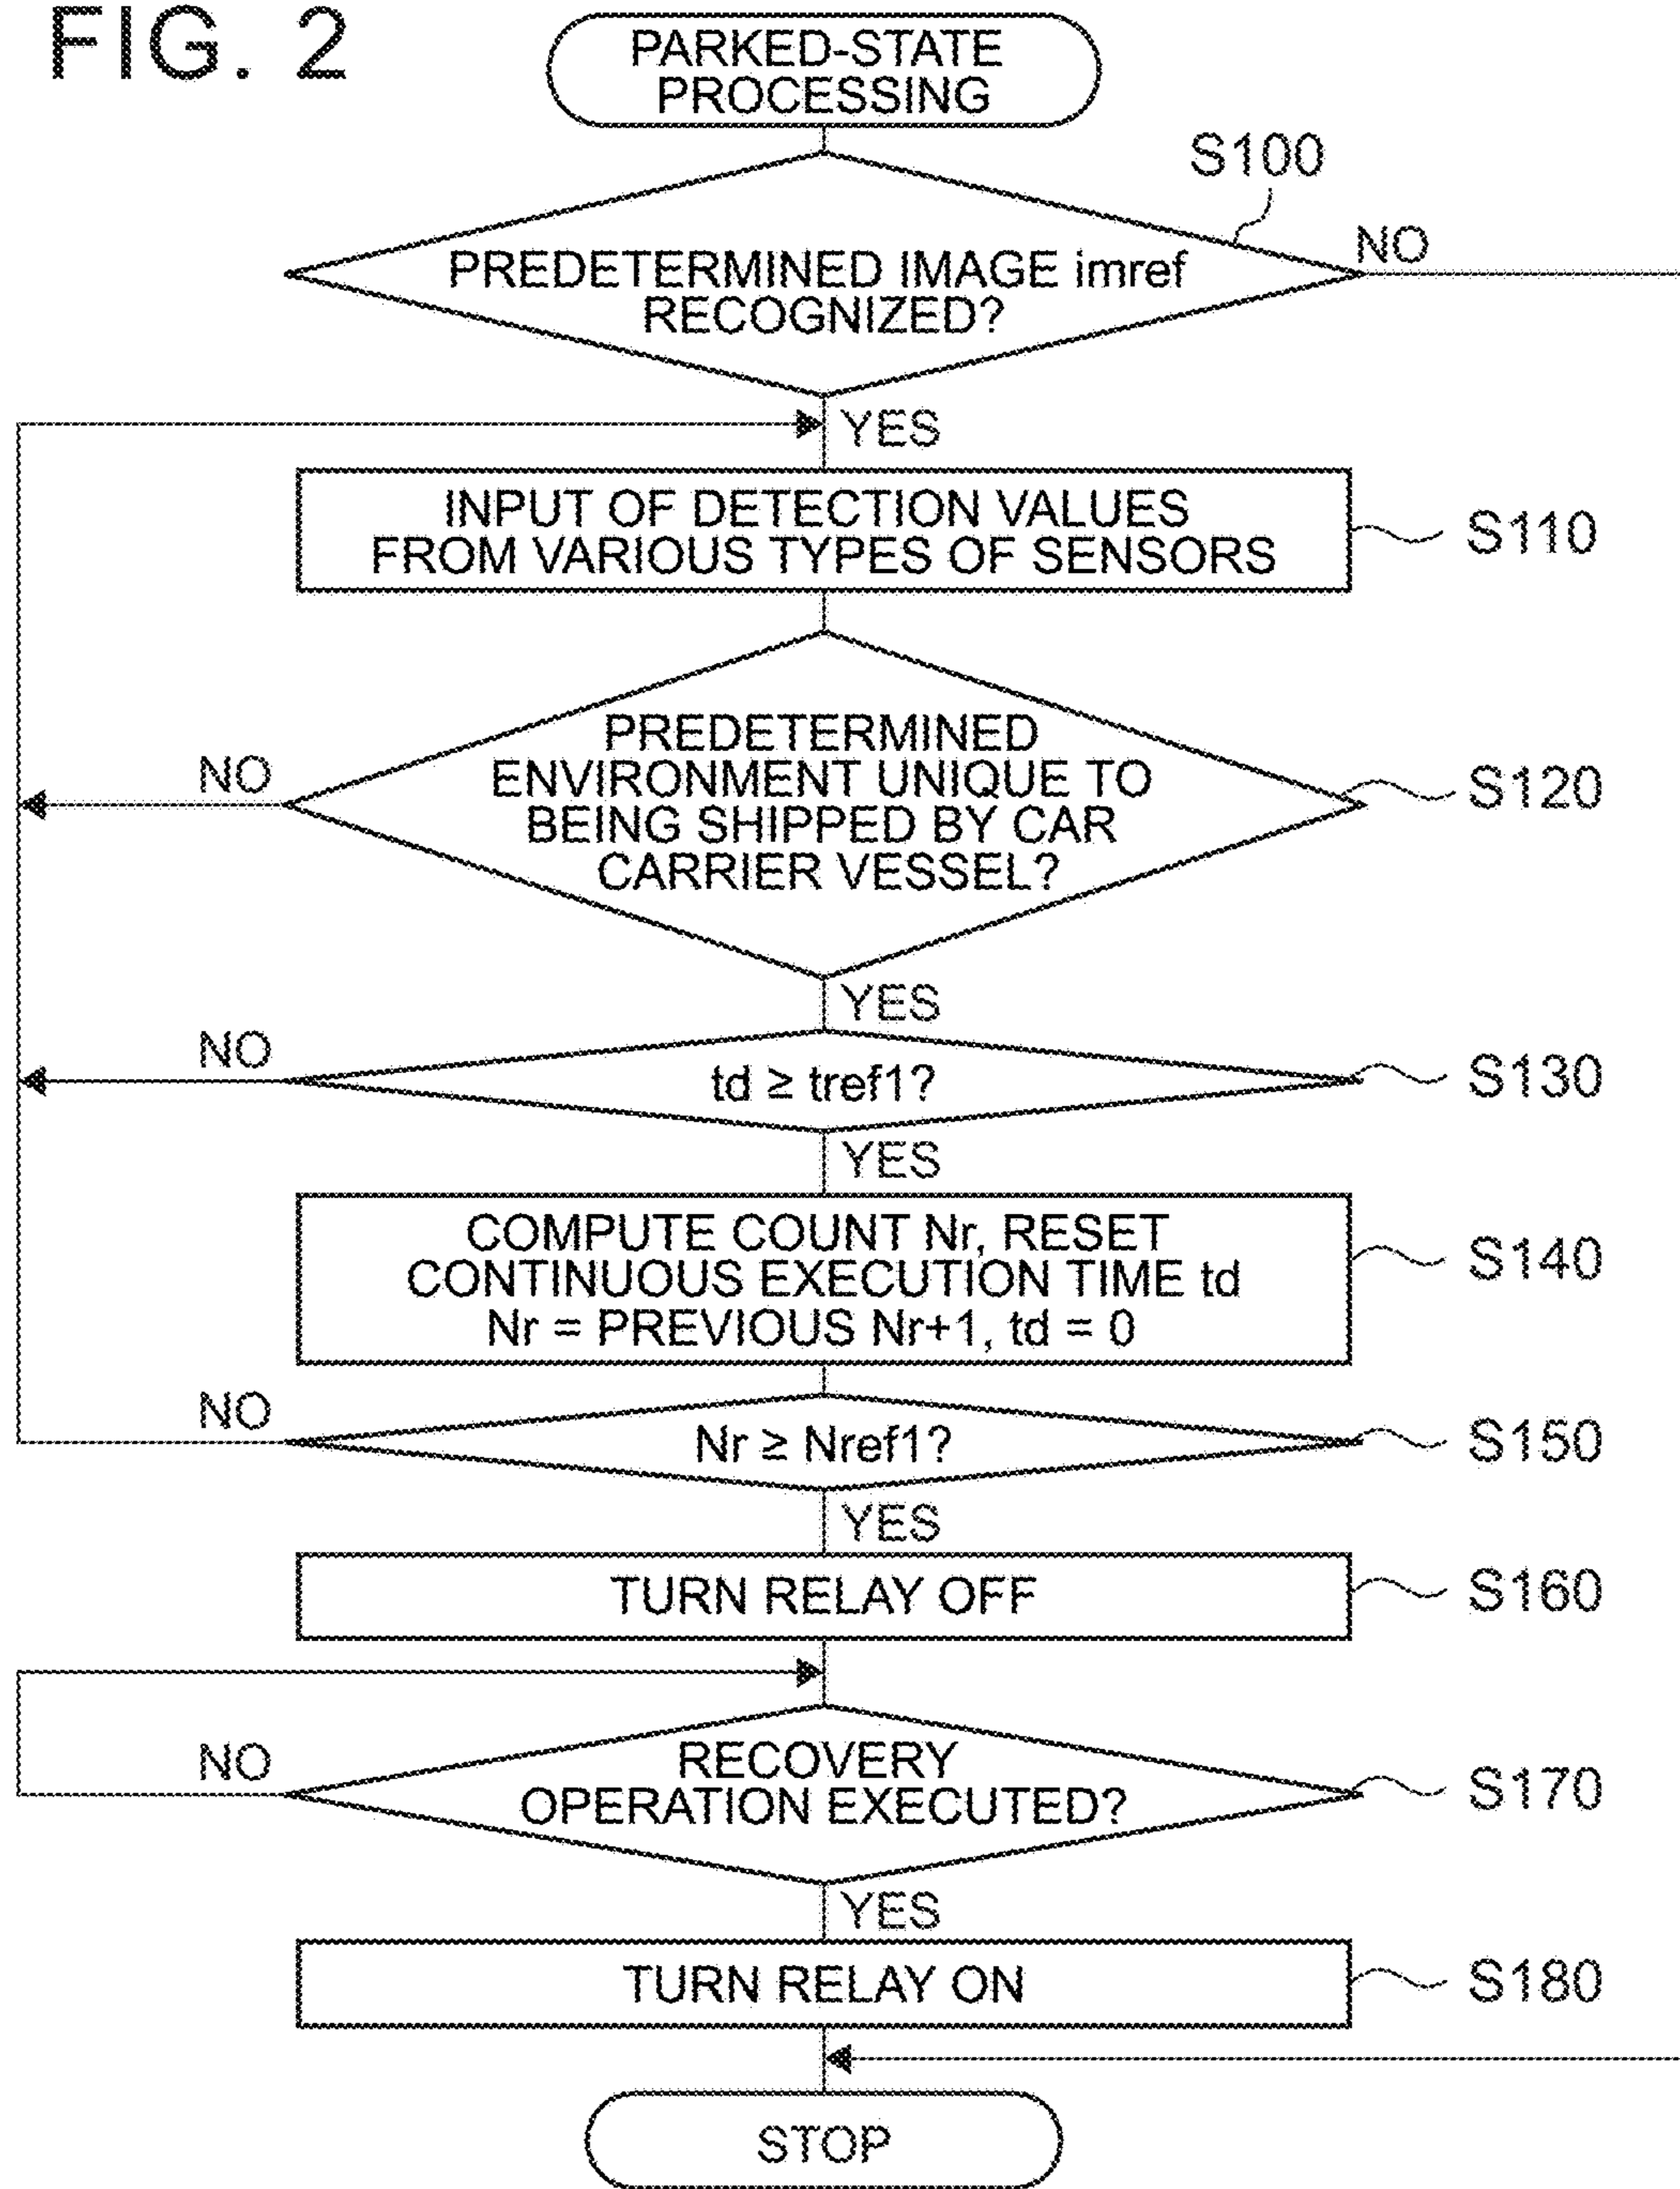 FIG. 2
PARKED-STATE
PROCESSING
S100
PREDETERMINED IMAGE imref
RECOGNIZED?
NO
YES
INPUT OF DETECTION VALUES
FROM VARIOUS TYPES OF SENSORS
S110
PREDETERMINED
ENVIRONMENT UNIQUE TO
BEING SHIPPED BY CAR
CARRIER VESSEL?
NO
S120
YES
NO
td ≥ tref1?
S130
YES
COMPUTE COUNT Nr, RESET
CONTINUOUS EXECUTION TIME td
Nr = PREVIOUS Nr+1, td = 0
S140
NO
Nr ≥ Nref1?
S150
YES
TURN RELAY OFF
S160
NO
RECOVERY
OPERATION EXECUTED?
S170
YES
TURN RELAY ON
S180
STOP